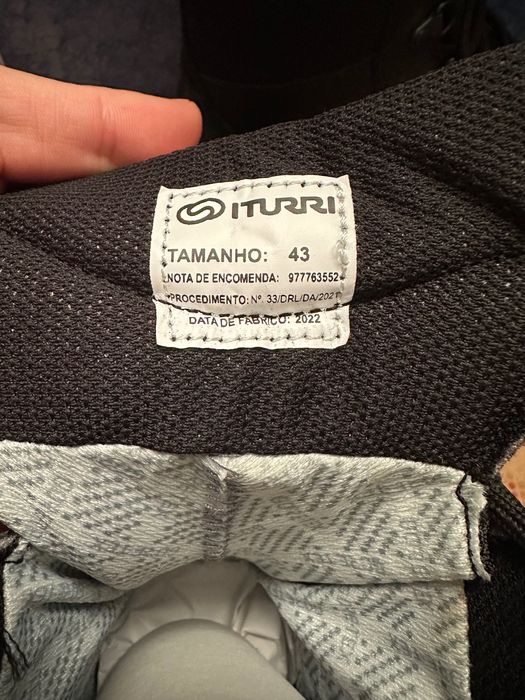 ITURRI
TAMANHO: 43
NOTA DE ENCOMENDA: 977763552
PROCEDIMENTO: Nº. 33/DRL/DA/2021
DATA DE FABRICO: 2022